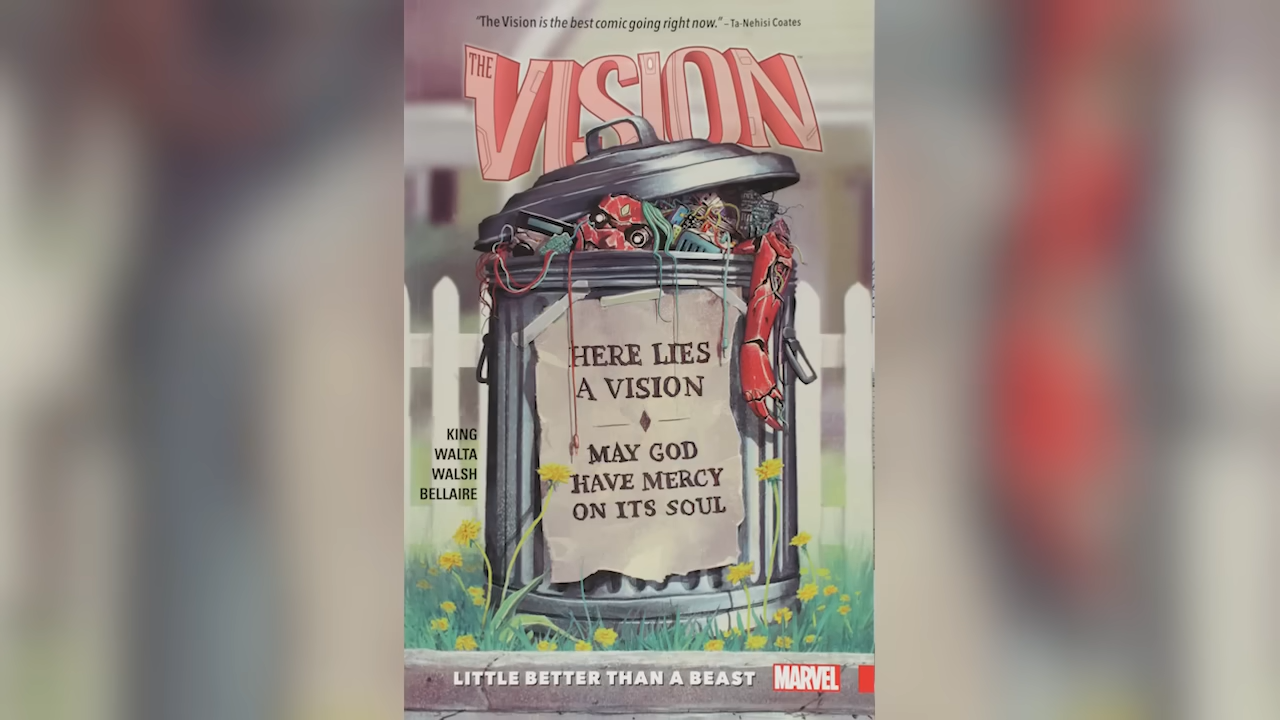 "The Vision is the best comic going right now." – Ta-Nehisi Coates
THE
VISION
HERE LIES
A VISION
MAY GOD
HAVE MERCY
ON ITS SOUL
KING
WALTA
WALSH
BELLAIRE
LITTLE BETTER THAN A BEAST
MARVEL